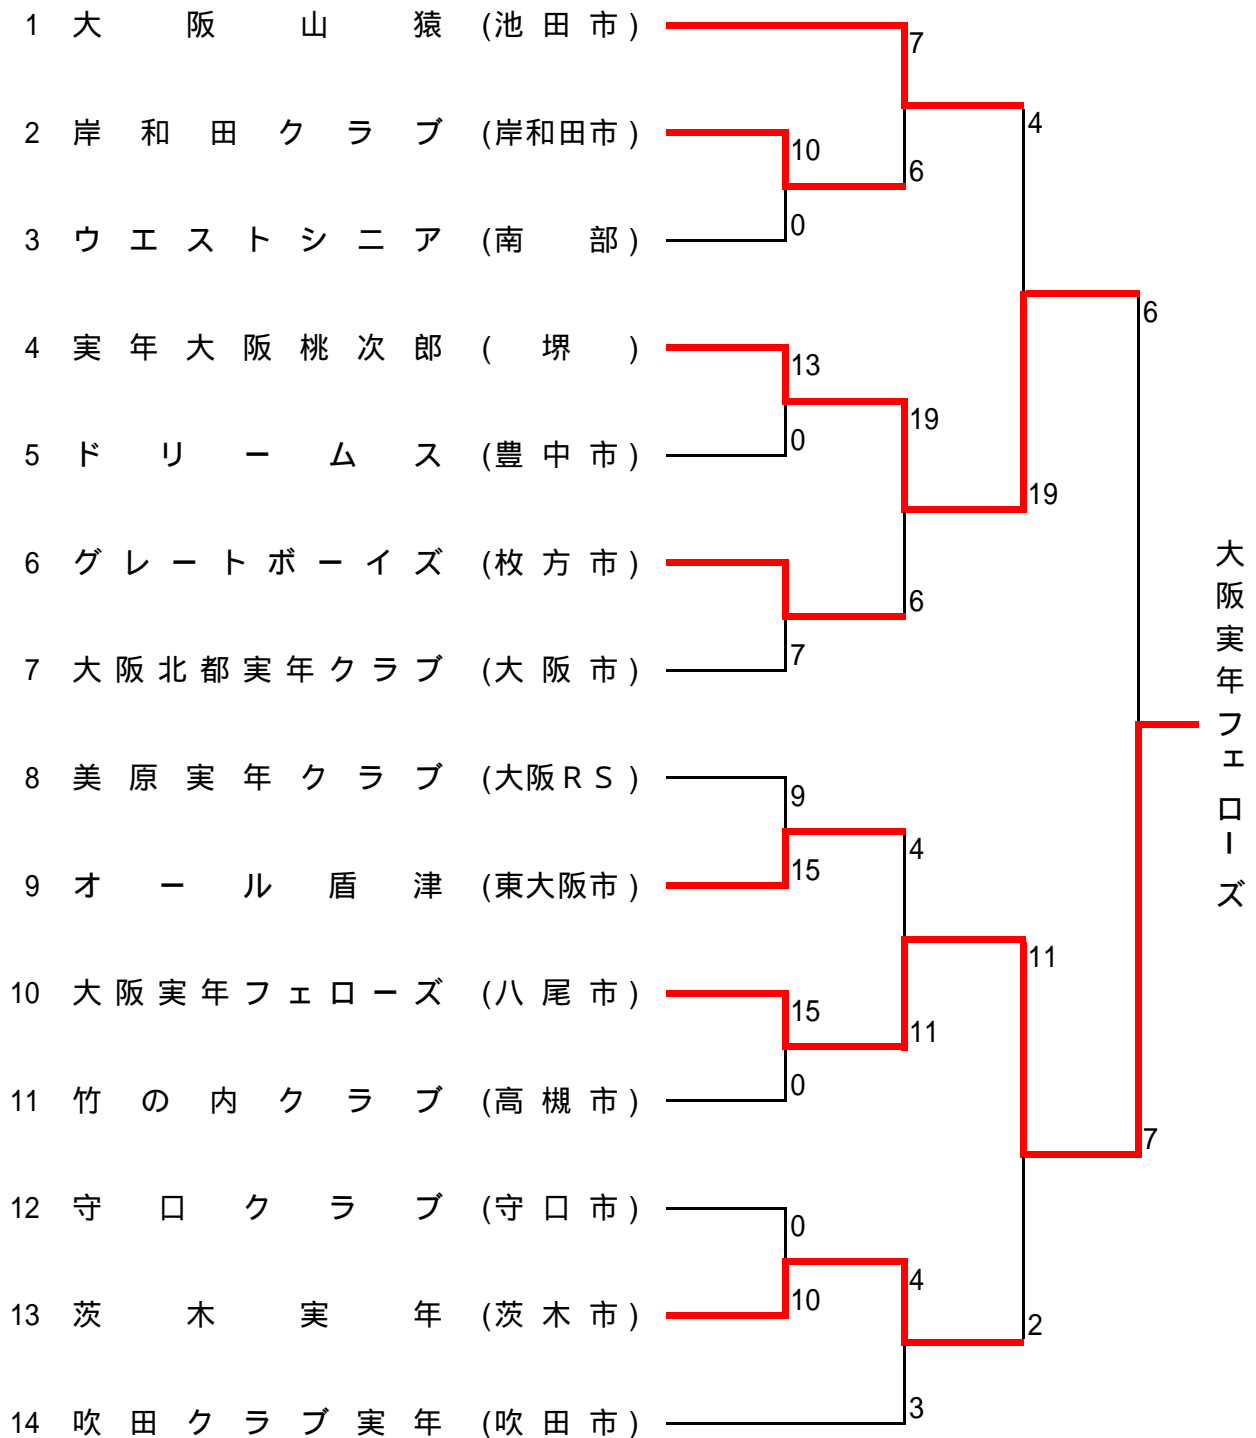 1 大阪山猿 (池田市)
7
4
2 岸和田クラブ (岸和田市)
10
6
0
3 ウエストシニア (南部)
6
4 実年大阪桃次郎 (堺)
13
19
0
5 ドリームス (豊中市)
19
6 グレートボーイズ (枚方市)
6
7
7 大阪北都実年クラブ (大阪市)
大阪実年フェローズ
8 美原実年クラブ (大阪RS)
9
4
15
9 オール盾津 (東大阪市)
11
10 大阪実年フェローズ (八尾市)
15
11
0
11 竹の内クラブ (高槻市)
7
12 守口クラブ (守口市)
0
4
10
13 茨木実年 (茨木市)
2
3
14 吹田クラブ実年 (吹田市)